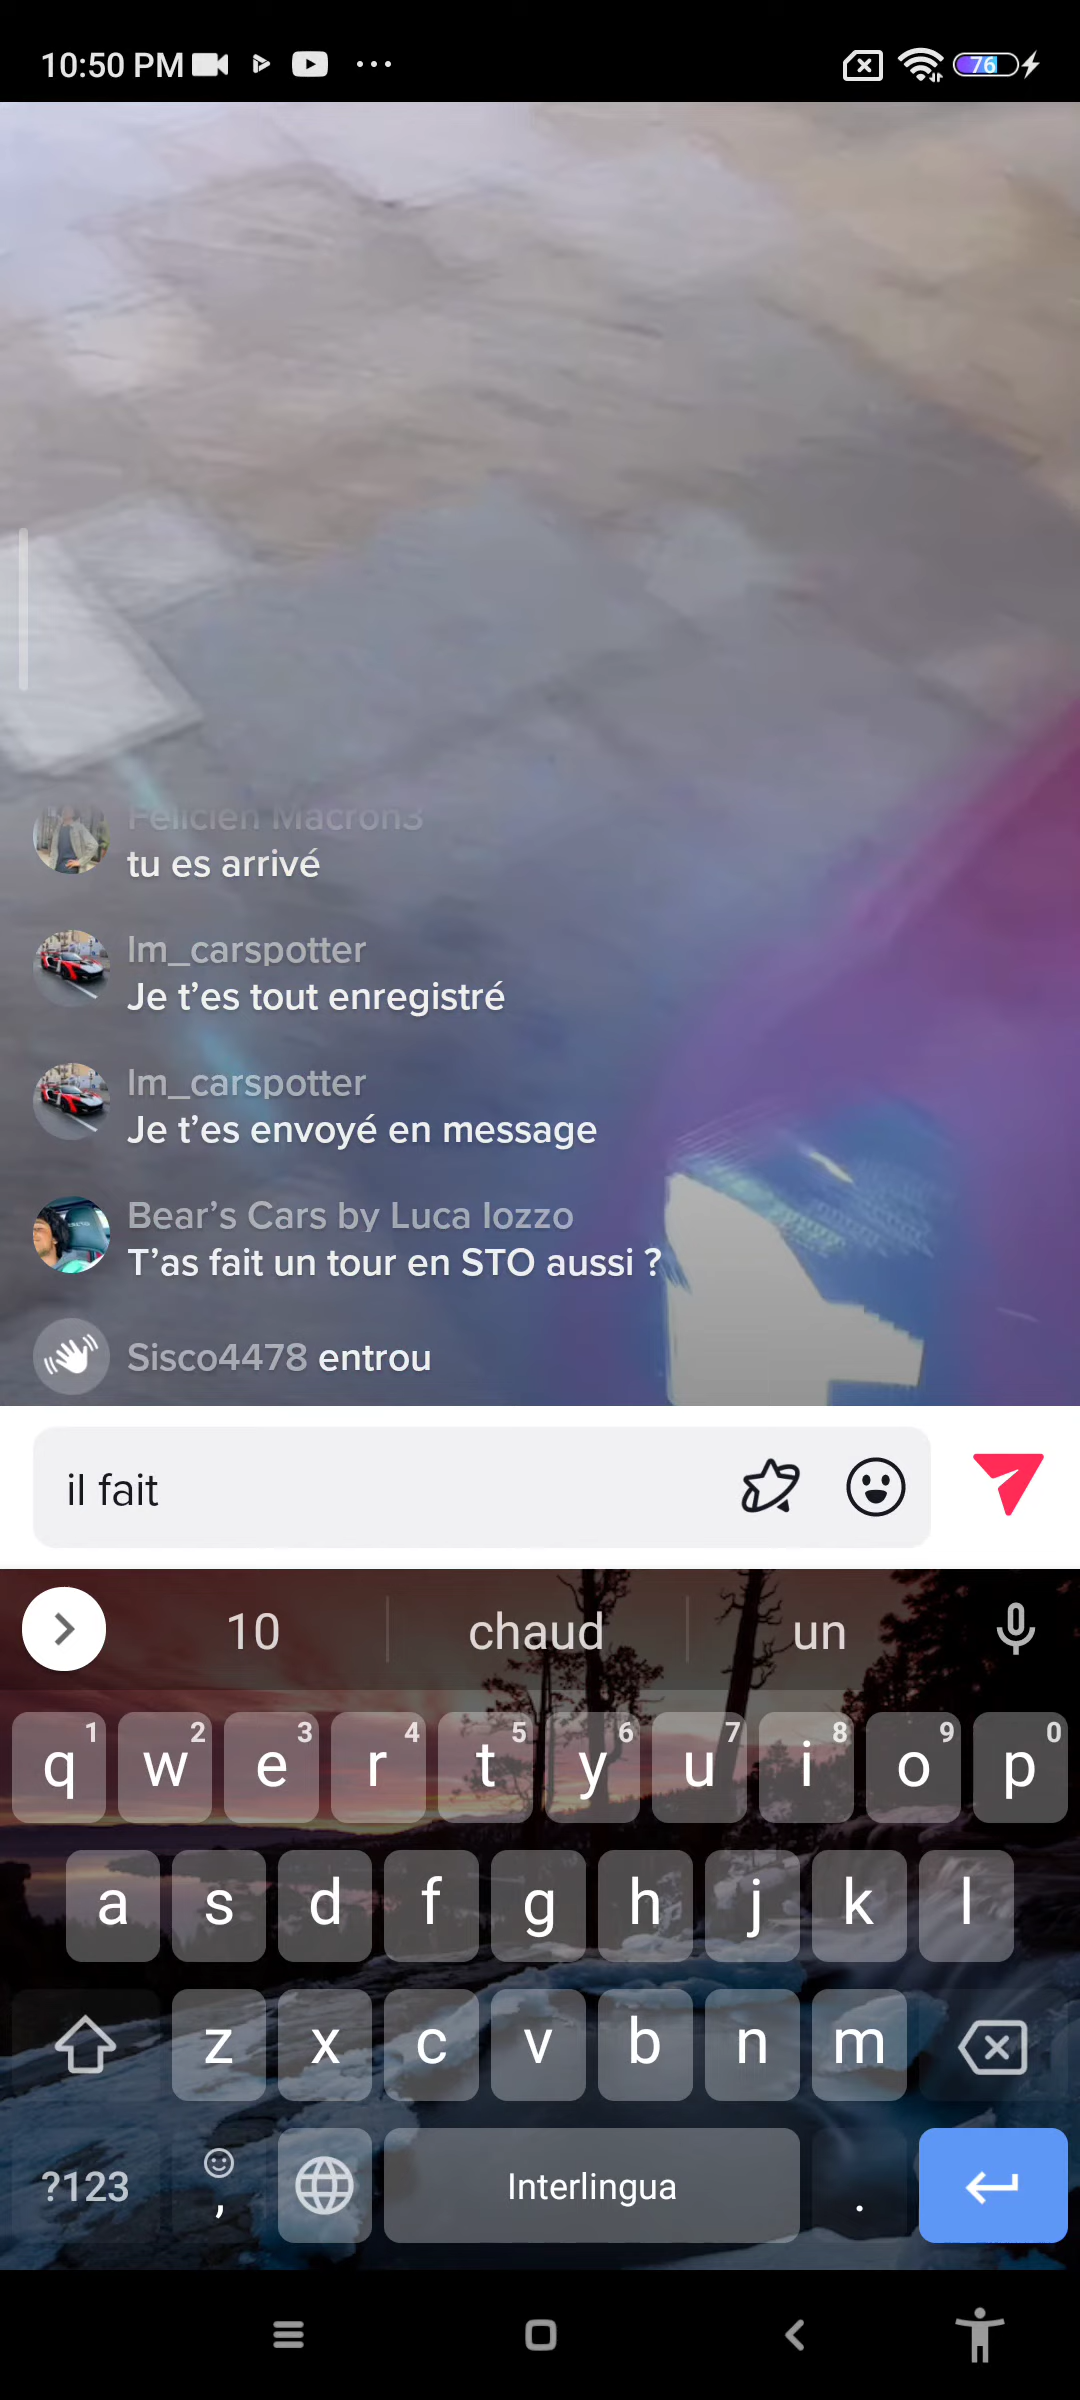 10:50 PM
76
Felicien Macron3
tu es arrivé
lm_carspotter
Je t’es tout enregistré
lm_carspotter
Je t’es envoyé en message
Bear’s Cars by Luca Iozzo
T’as fait un tour en STO aussi ?
Sisco4478 entrou
il fait
10 chaud un
1 2 3 4 5 6 7 8 9 0
q w e r t y u i o p
a s d f g h j k l
z x c v b n m
?123 , Interlingua .